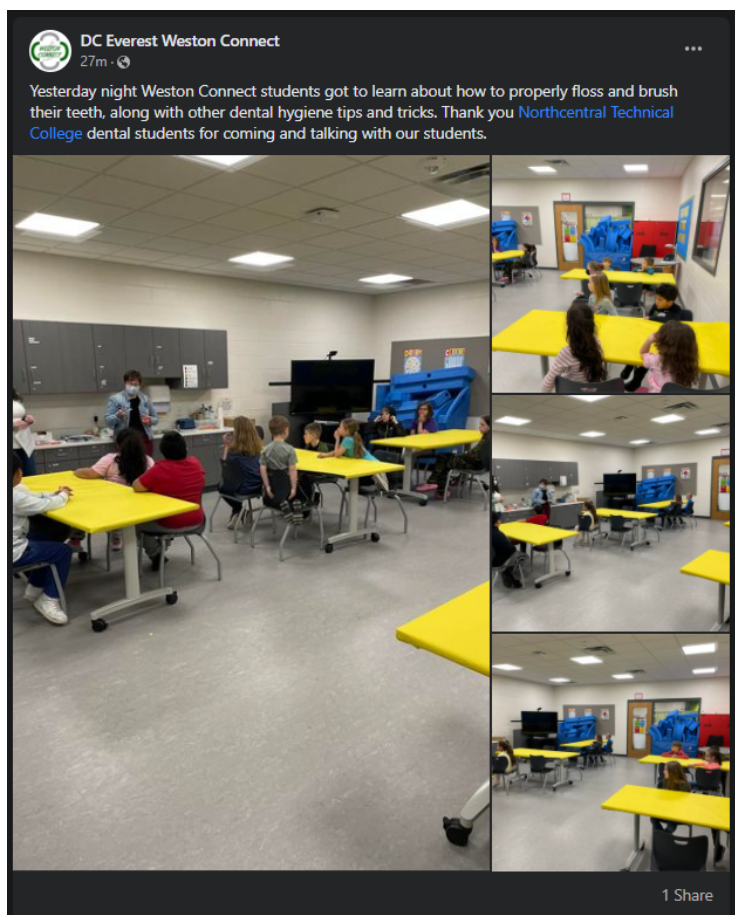 DC Everest Weston Connect
27m
Yesterday night Weston Connect students got to learn about how to properly floss and brush
their teeth, along with other dental hygiene tips and tricks. Thank you Northcentral Technical
College dental students for coming and talking with our students.
WESTON
CONNECT
1 Share